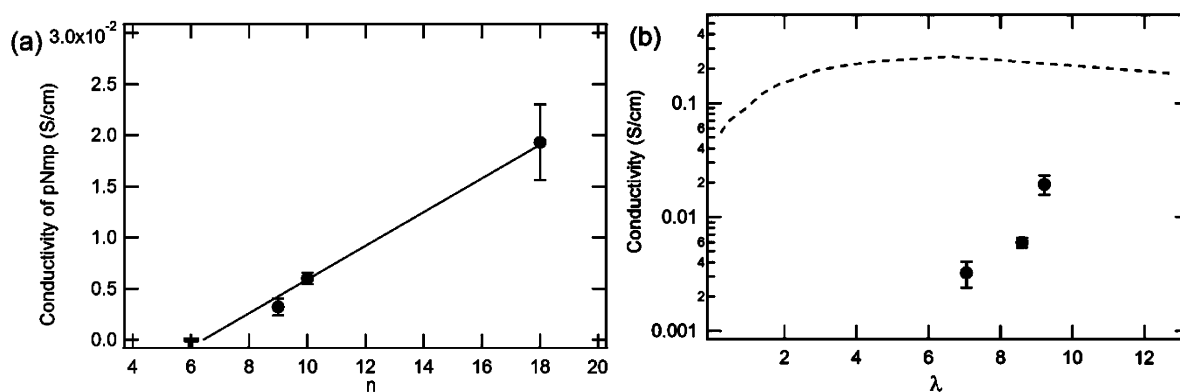 (a)
Conductivity of pNmp (S/cm)
3.0x10⁻²
2.0
1.5
1.0
0.5
0.0
4 6 8 10 12 14 16 18 20
n
(b)
Conductivity (S/cm)
6
4
2
0.1
6
4
2
0.01
6
4
2
0.001
2 4 6 8 10 12
λ